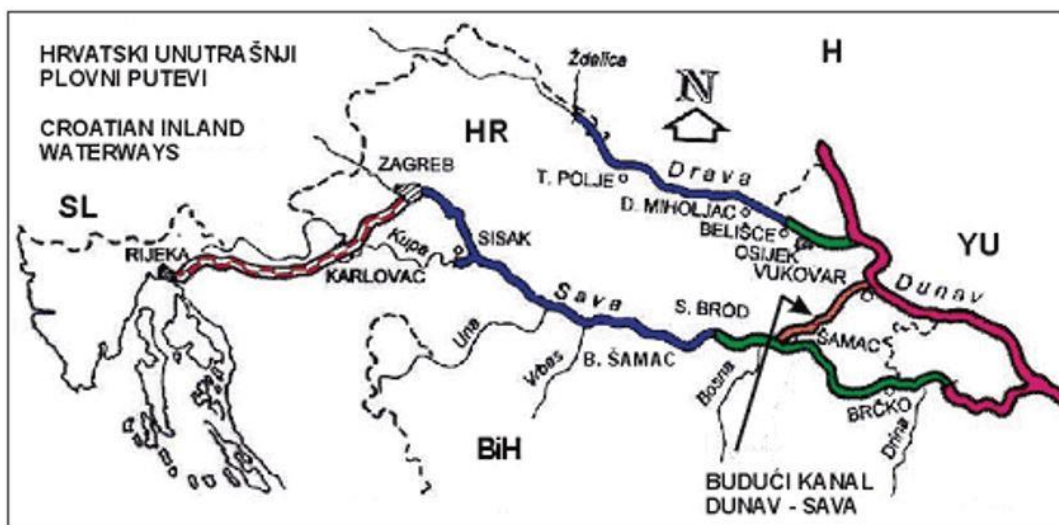 HRVATSKI UNUTRAŠNJI
PLOVNI PUTEVI
CROATIAN INLAND
WATERWAYS
Ždalica
H
N
HR
ZAGREB
T. POLJE
Drava
D. MIHOLJAC
BELIŠĆE
OSIJEK
VUKOVAR
YU
SL
RIJEKA
KARLOVAC
Kupa
SISAK
Sava
S. BROD
Dunav
ŠAMAC
Una
Vrbas
B. ŠAMAC
Bosna
BRČKO
Drina
BiH
BUDUĆI KANAL
DUNAV - SAVA